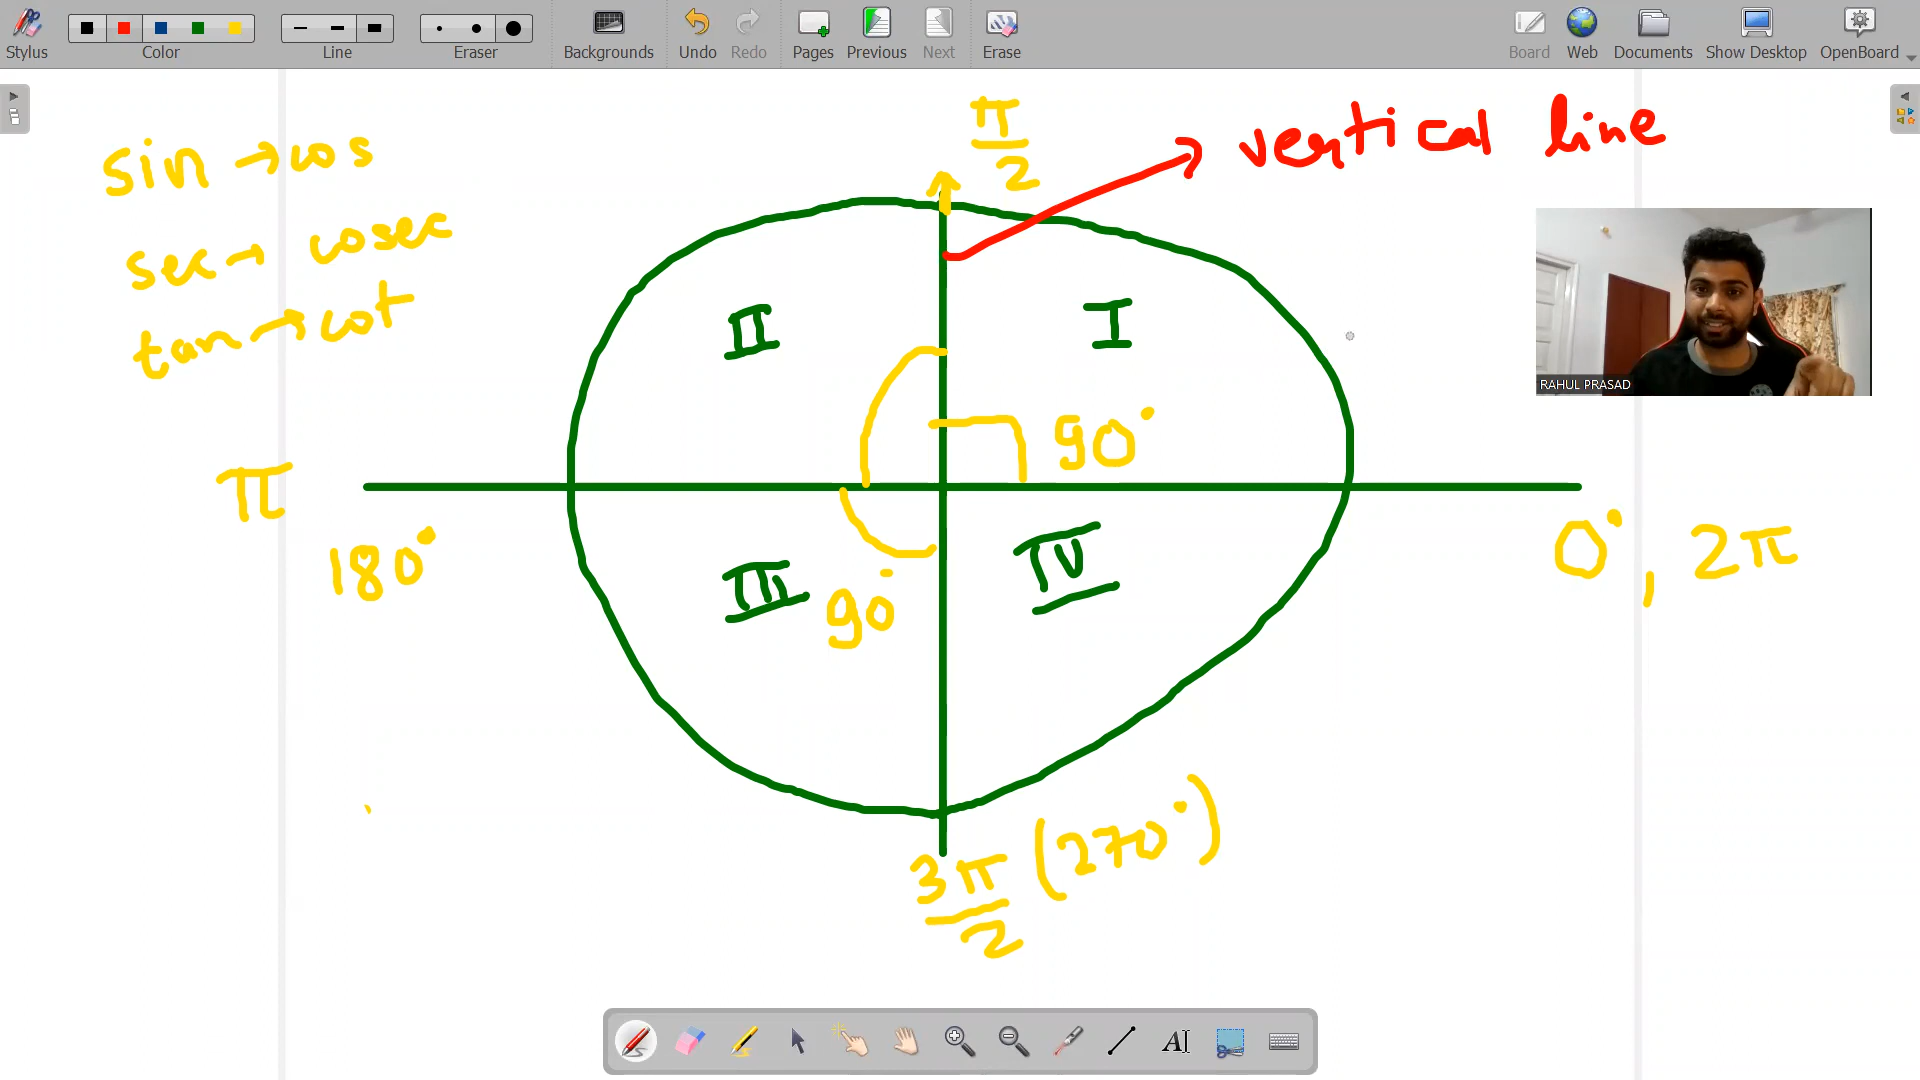 Stylus Color Line Eraser Backgrounds Undo Redo Pages Previous Next Erase Board Web Documents Show Desktop OpenBoard
π/2
vertical line
sin → cos
sec → cosec
tan → cot
II
I
RAHUL PRASAD
90°
π
180°
0°, 2π
III
90°
IV
3π/2 (270°)
AI